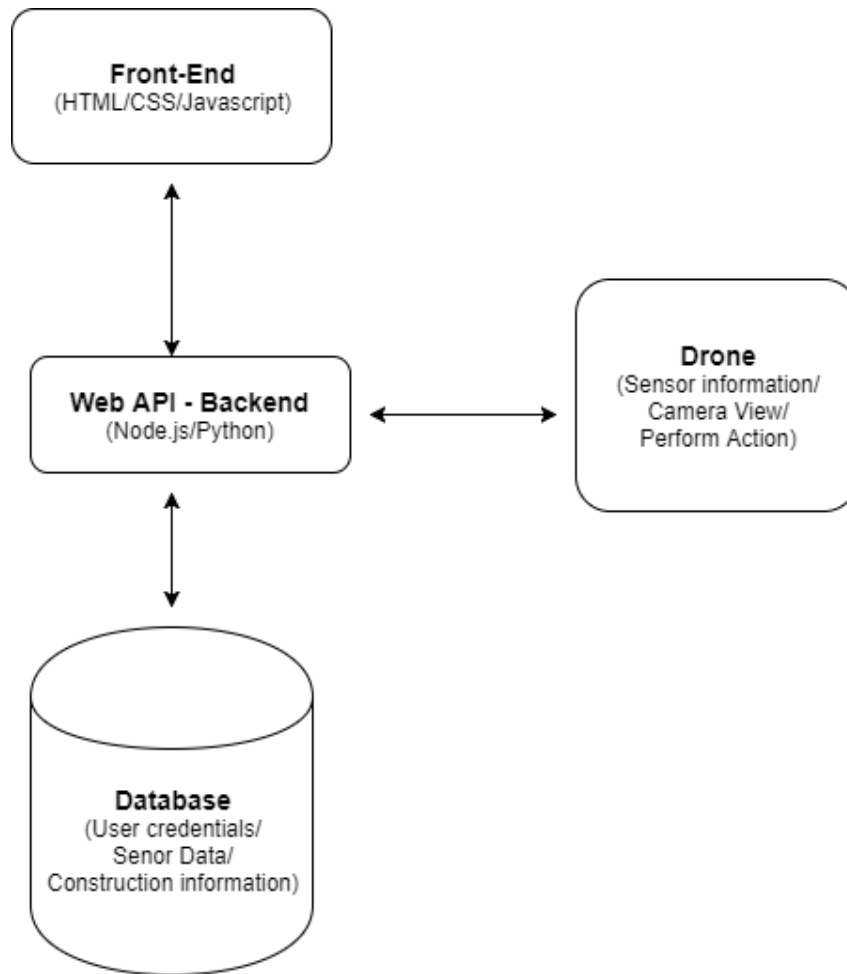 Front-End
(HTML/CSS/Javascript)
Web API - Backend
(Node.js/Python)
Drone
(Sensor information/
Camera View/
Perform Action)
Database
(User credentials/
Senor Data/
Construction information)